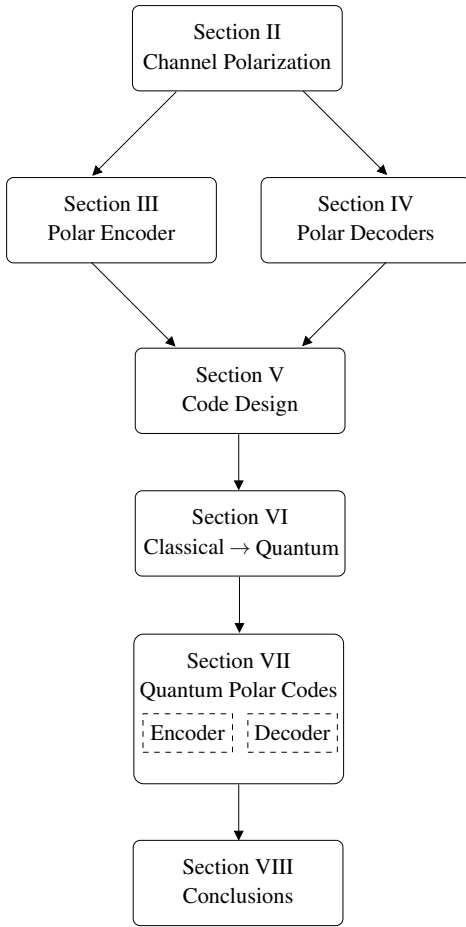 Section II
Channel Polarization
Section III
Polar Encoder
Section IV
Polar Decoders
Section V
Code Design
Section VI
Classical → Quantum
Section VII
Quantum Polar Codes
Encoder Decoder
Section VIII
Conclusions